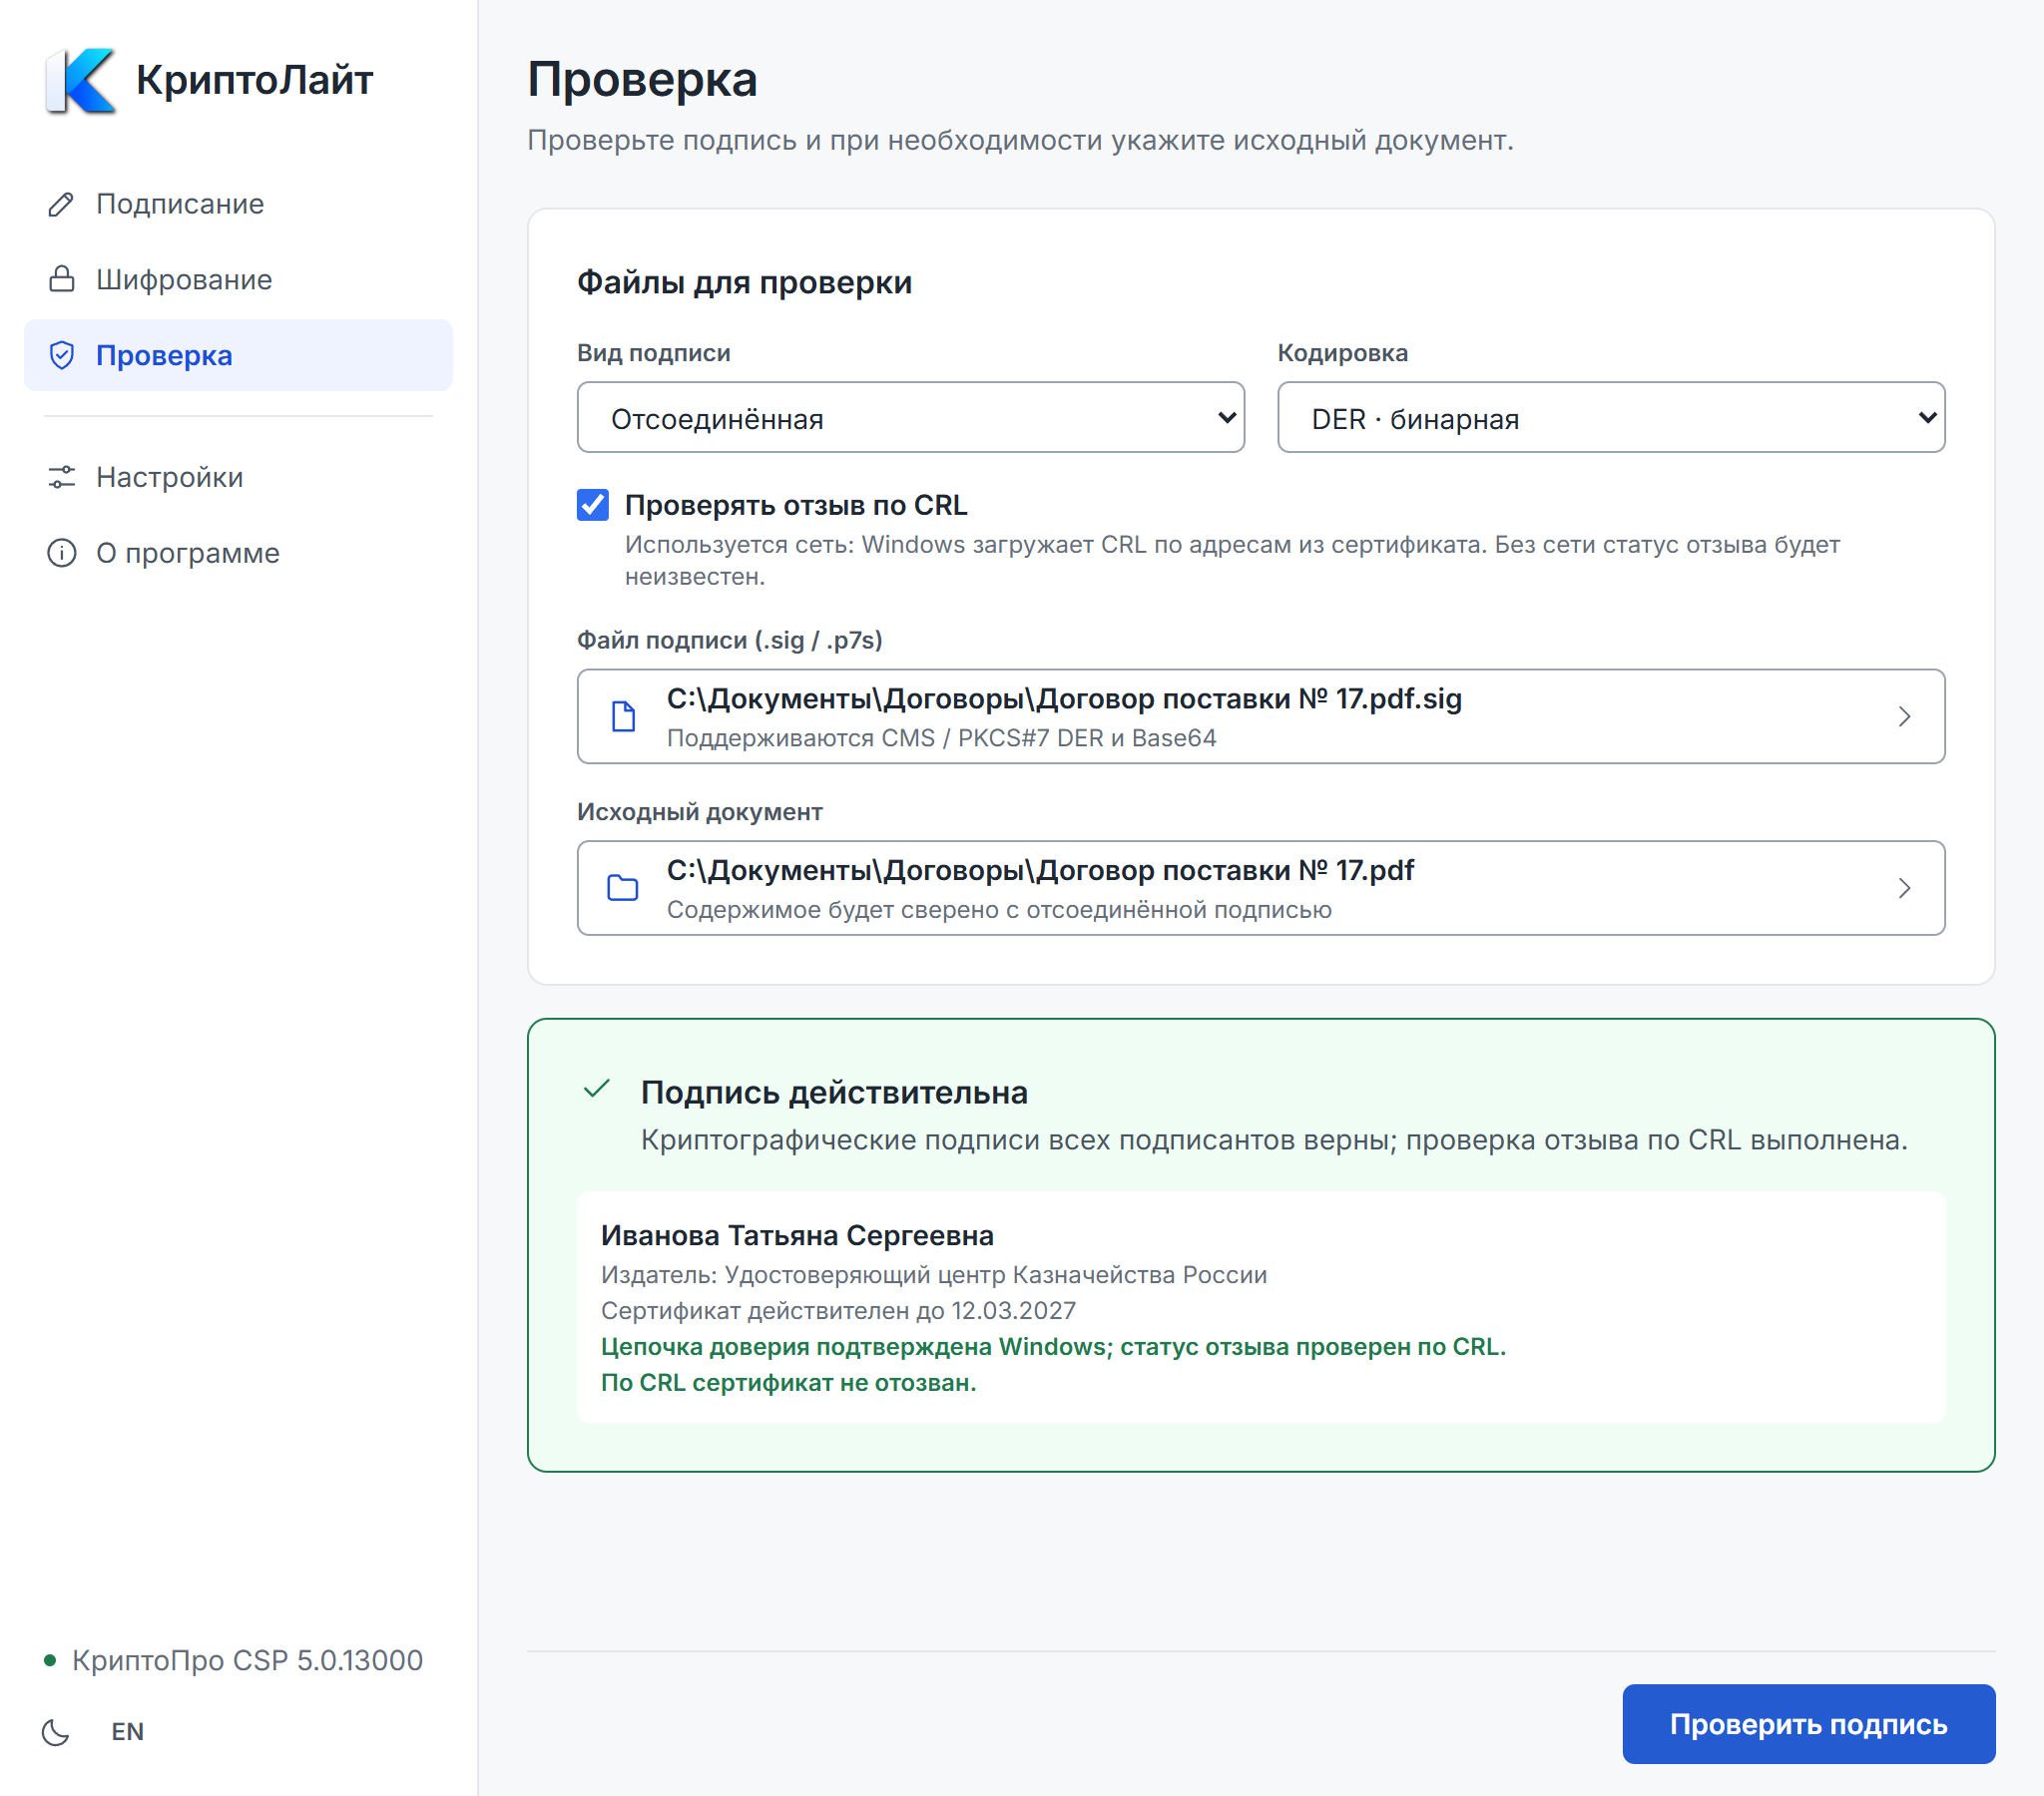 КриптоЛайт
Подписание
Шифрование
Проверка
Настройки
О программе
КриптоПро CSP 5.0.13000
EN
Проверка
Проверьте подпись и при необходимости укажите исходный документ.
Файлы для проверки
Вид подписи
Отсоединённая
Кодировка
DER · бинарная
Проверять отзыв по CRL
Используется сеть: Windows загружает CRL по адресам из сертификата. Без сети статус отзыва будет
неизвестен.
Файл подписи (.sig / .p7s)
C:\Документы\Договоры\Договор поставки № 17.pdf.sig
Поддерживаются CMS / PKCS#7 DER и Base64
Исходный документ
C:\Документы\Договоры\Договор поставки № 17.pdf
Содержимое будет сверено с отсоединённой подписью
Подпись действительна
Криптографические подписи всех подписантов верны; проверка отзыва по CRL выполнена.
Иванова Татьяна Сергеевна
Издатель: Удостоверяющий центр Казначейства России
Сертификат действителен до 12.03.2027
Цепочка доверия подтверждена Windows; статус отзыва проверен по CRL.
По CRL сертификат не отозван.
Проверить подпись